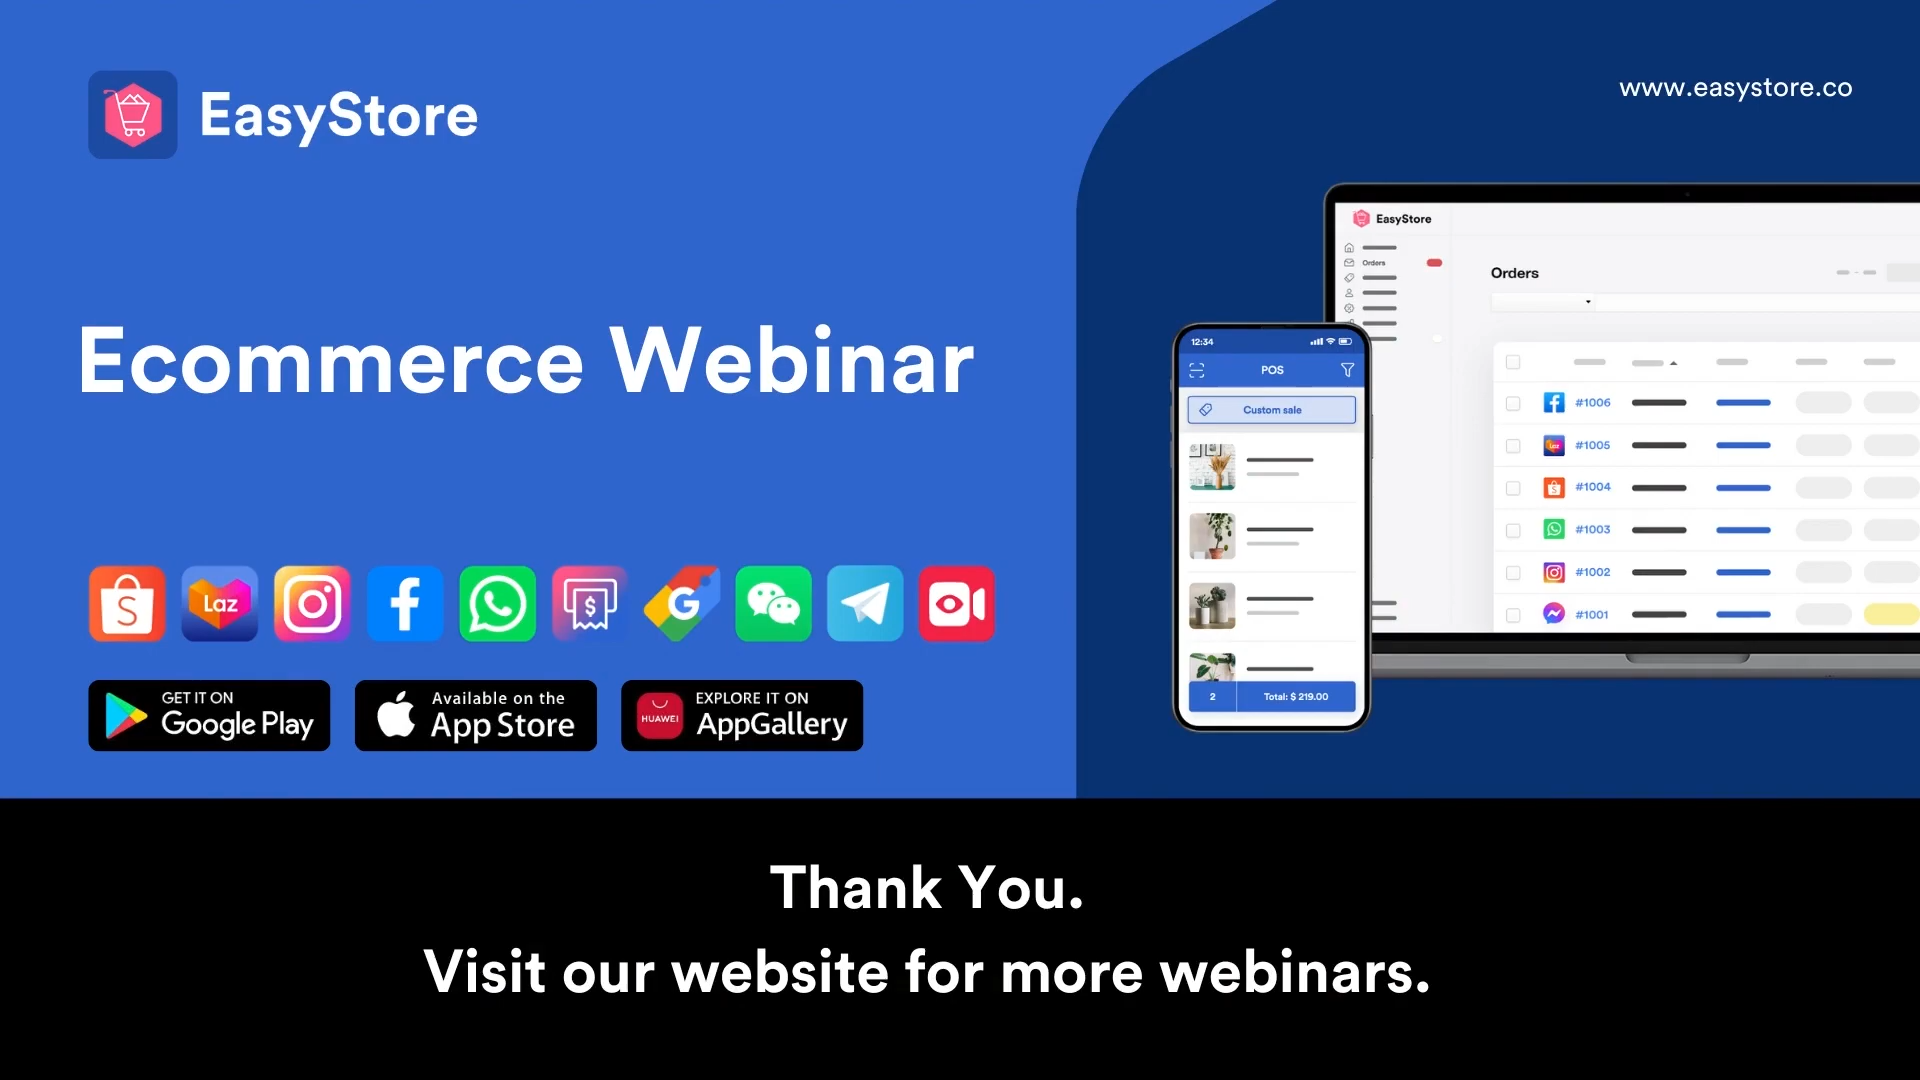 EasyStore
www.easystore.co
Ecommerce Webinar
S
Laz
$
G
GET IT ON
Google Play
Available on the
App Store
HUAWEI
EXPLORE IT ON
AppGallery
12:34
POS
Custom sale
2
Total: $ 219.00
EasyStore
Orders
Orders
#1006
Laz
#1005
#1004
#1003
#1002
#1001
Thank You.
Visit our website for more webinars.